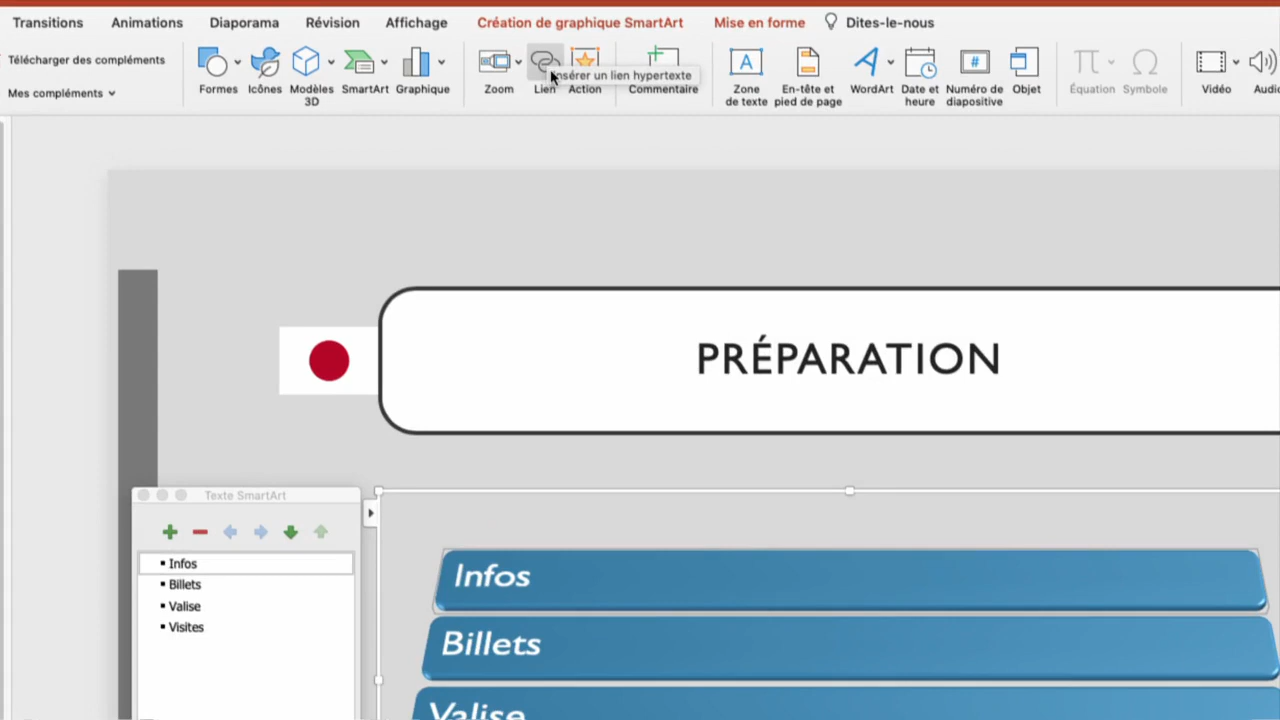 Transitions Animations Diaporama Révision Affichage Création de graphique SmartArt Mise en forme Dites-le-nous
Télécharger des compléments
Mes compléments
Formes Icônes Modèles 3D SmartArt Graphique Zoom Lien Action Commentaire Zone de texte En-tête et pied de page WordArt Date et heure Numéro de diapositive Objet Équation Symbole Vidéo Audio
Insérer un lien hypertexte
PRÉPARATION
Texte SmartArt
Infos
Billets
Valise
Visites
Infos
Billets
Valise